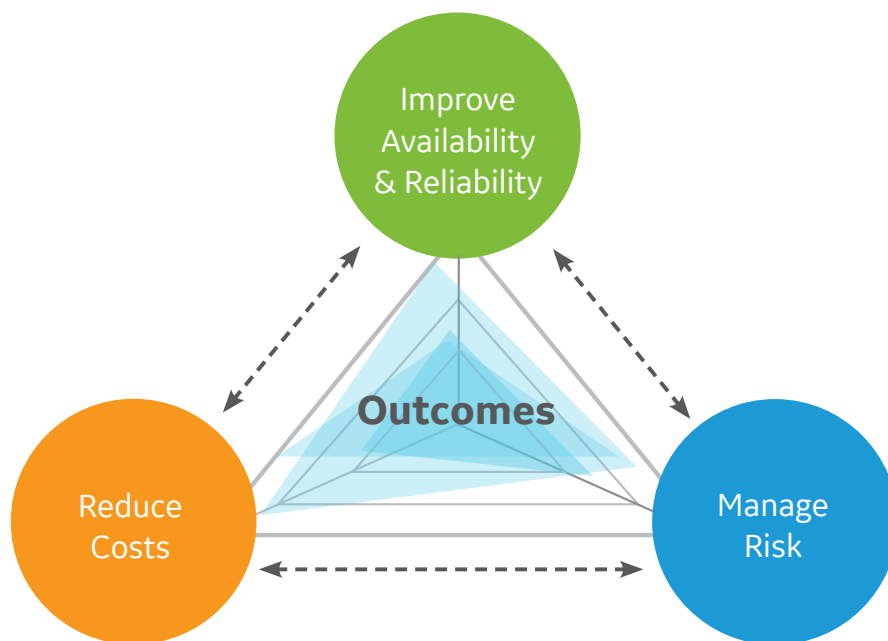 Improve
Availability
& Reliability
Outcomes
Reduce
Costs
Manage
Risk